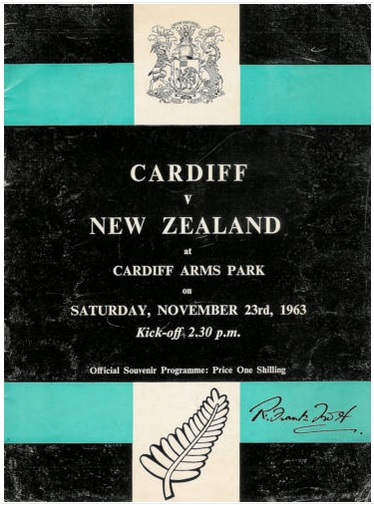 CARDIFF
v
NEW ZEALAND
at
CARDIFF ARMS PARK
on
SATURDAY, NOVEMBER 23rd, 1963
Kick-off 2.30 p.m.
Official Souvenir Programme: Price One Shilling